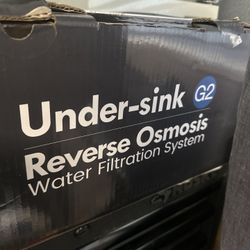 Under-sink G2
Reverse Osmosis
Water Filtration System